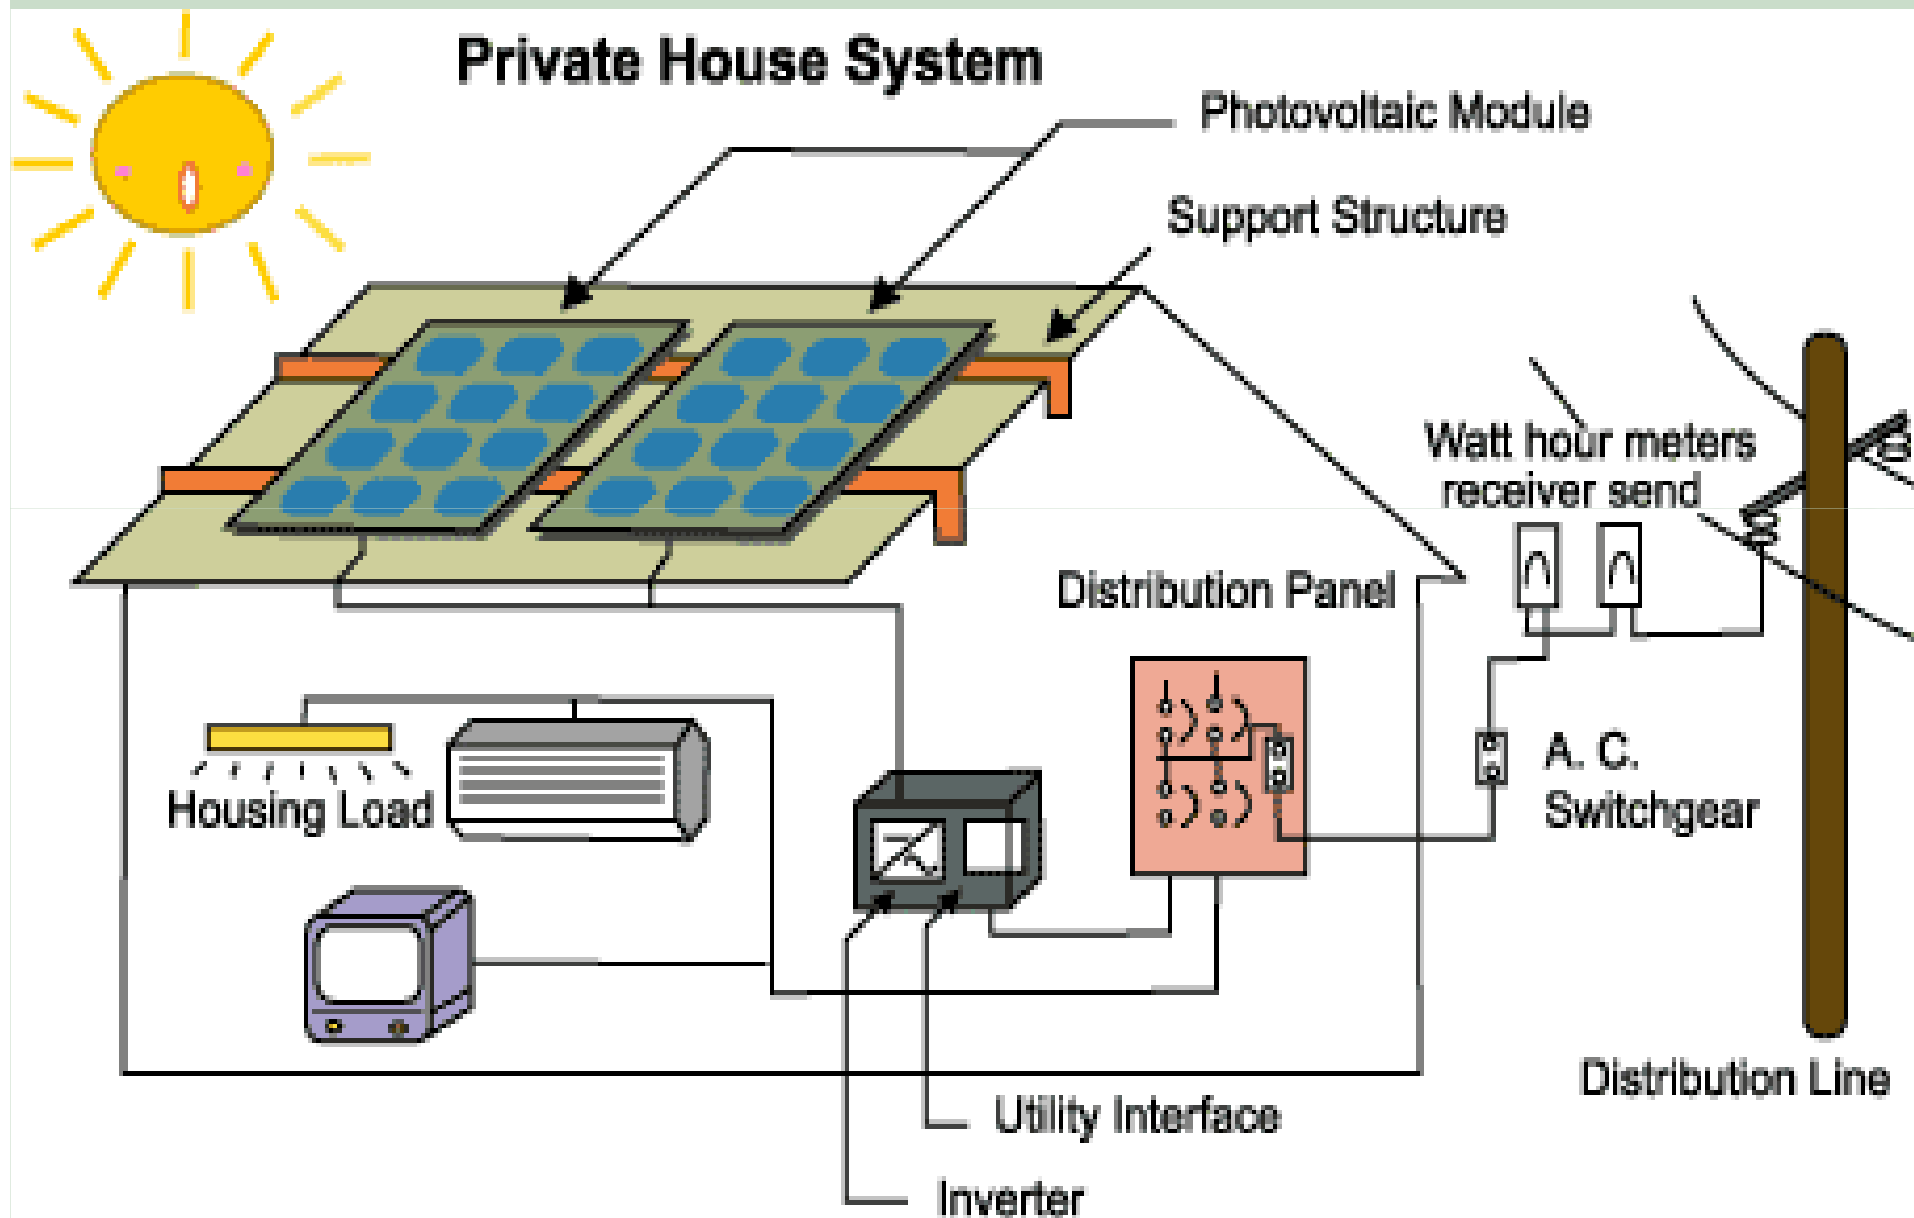 Private House System
Photovoltaic Module
Support Structure
Watt hour meters
receiver send
Distribution Panel
Housing Load
A. C.
Switchgear
Distribution Line
Utility Interface
Inverter